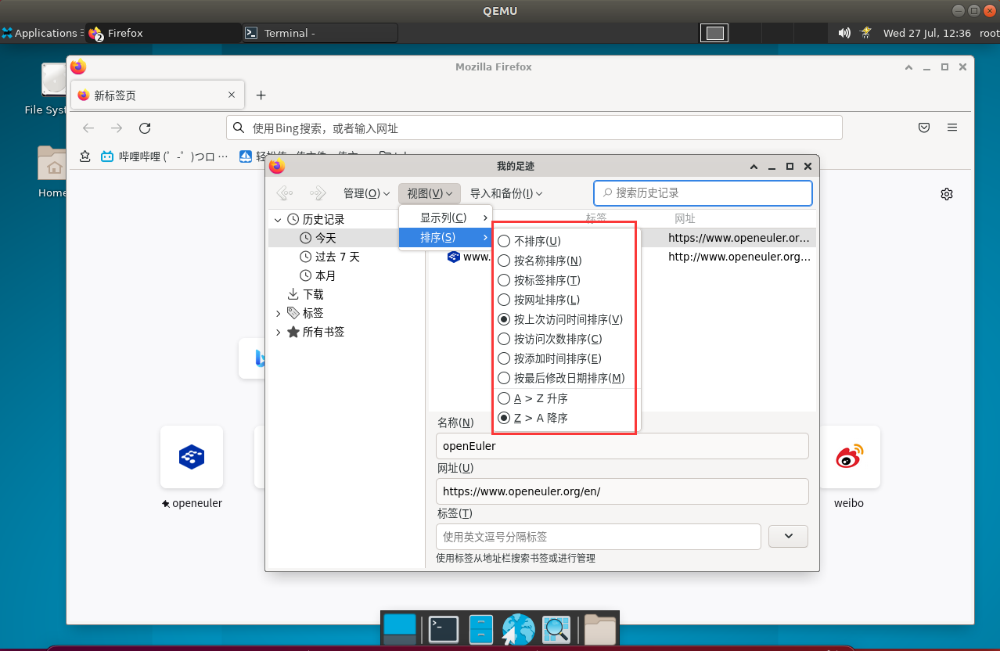 QEMU
Applications
2
Firefox
Terminal -
Wed 27 Jul, 12:36
root
Mozilla Firefox
File Syst
Home
新标签页
使用Bing搜索，或者输入网址
哔哩哔哩 (゜-゜)つロ …
我的足迹
管理(O)
视图(V)
导入和备份(I)
搜索历史记录
历史记录
今天
过去 7 天
本月
下载
标签
所有书签
显示列(C)
排序(S)
标签
网址
https://www.openeuler.or…
www.
http://www.openeuler.org…
不排序(U)
按名称排序(N)
按标签排序(T)
按网址排序(L)
按上次访问时间排序(V)
按访问次数排序(C)
按添加时间排序(E)
按最后修改日期排序(M)
A > Z 升序
Z > A 降序
名称(N)
openEuler
网址(U)
https://www.openeuler.org/en/
标签(T)
使用英文逗号分隔标签
使用标签从地址栏搜索书签或进行管理
openeuler
weibo